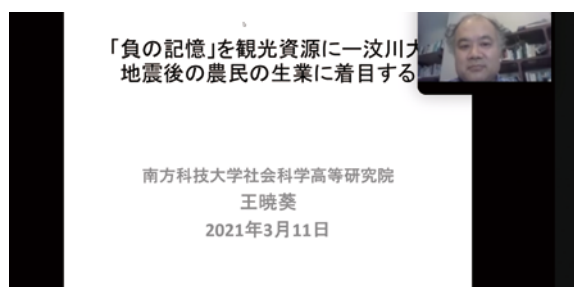 「負の記憶」を観光資源に―汶川大
地震後の農民の生業に着目する
南方科技大学社会科学高等研究院
王暁葵
2021年3月11日